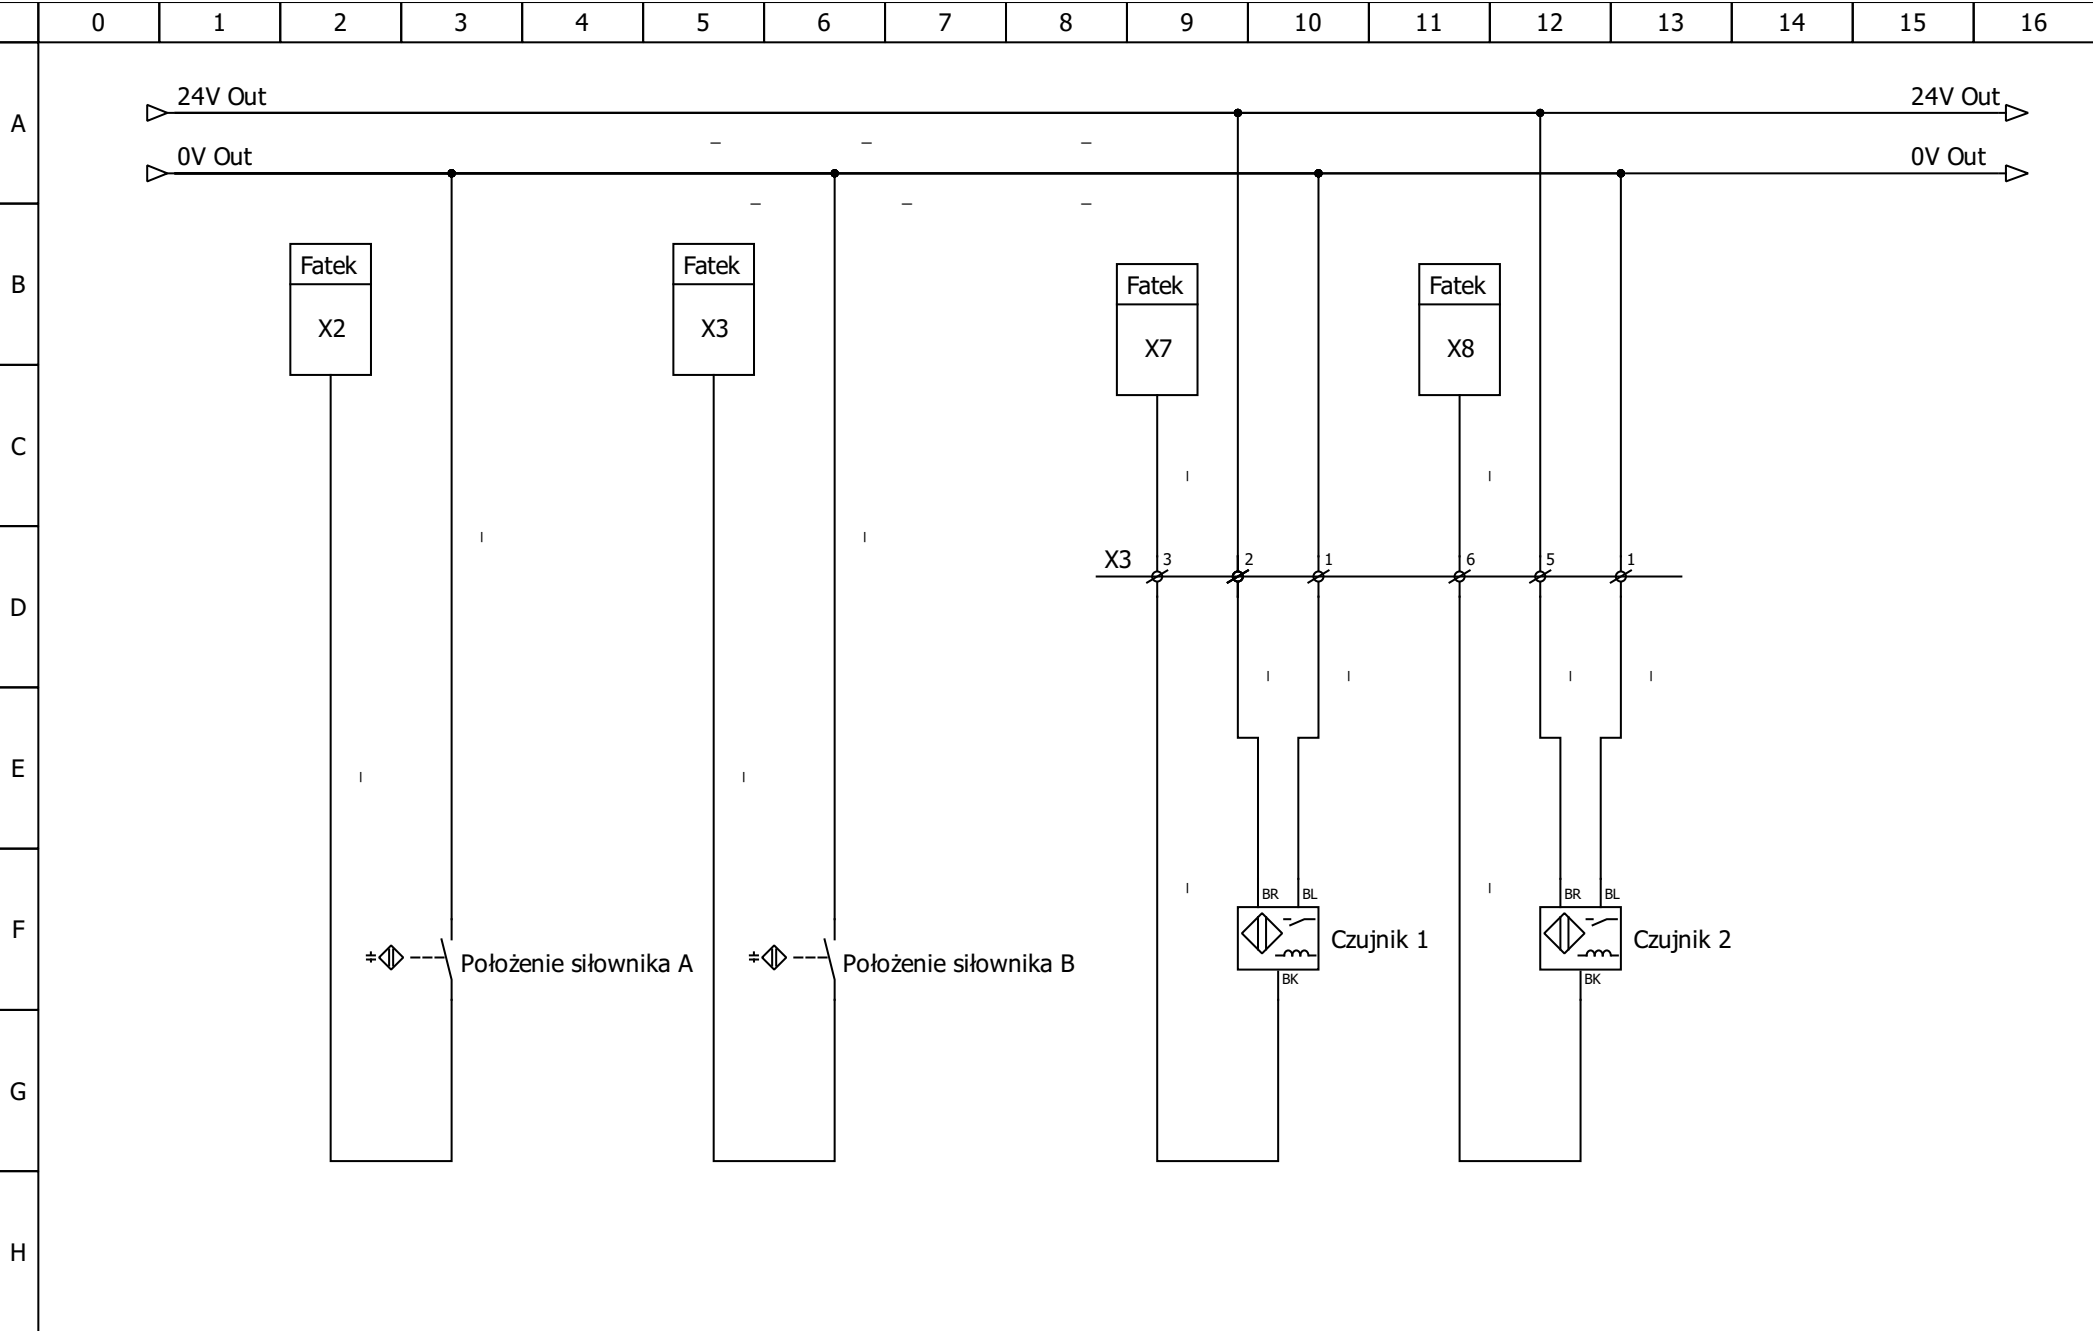 0 1 2 3 4 5 6 7 8 9 10 11 12 13 14 15 16
A
24V Out 24V Out
0V Out 0V Out
B
Fatek Fatek Fatek Fatek
X2 X3 X7 X8
C
X3 3 2 1 6 5 1
D
E
BR BL BR BL
F
Położenie siłownika A Położenie siłownika B Czujnik 1 Czujnik 2
BK BK
G
H